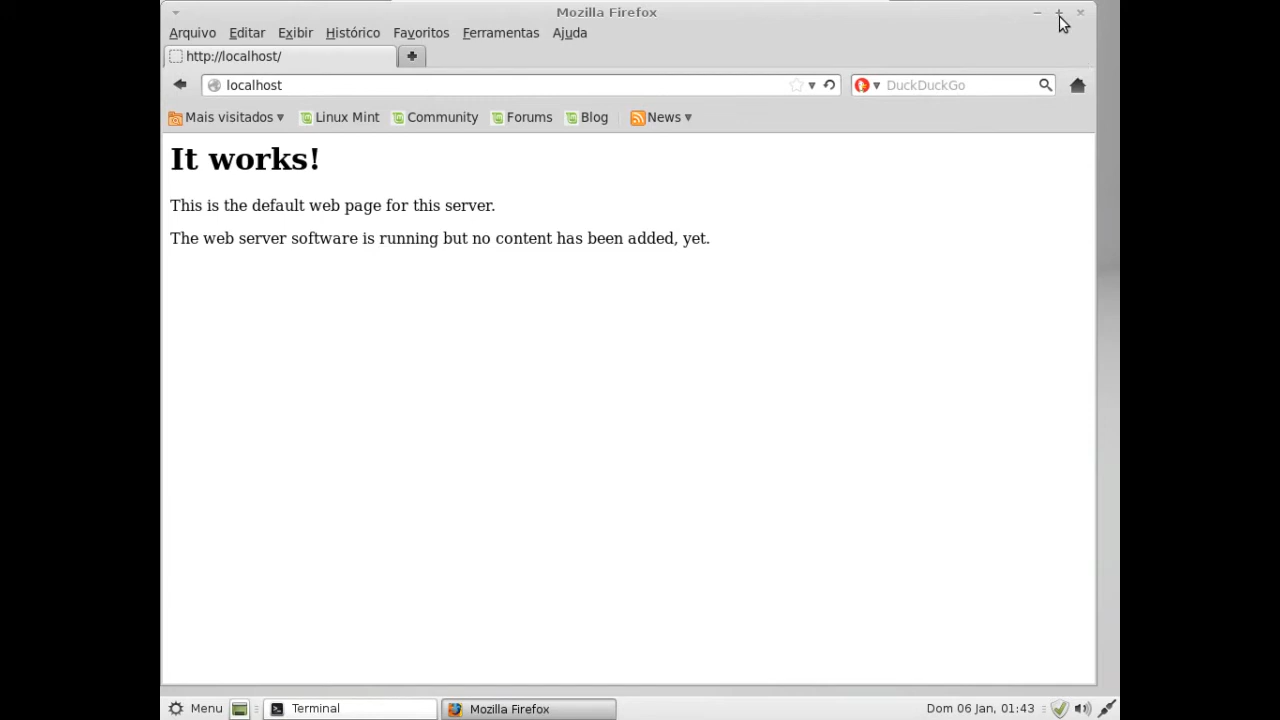 Mozilla Firefox
Arquivo Editar Exibir Histórico Favoritos Ferramentas Ajuda
http://localhost/
localhost DuckDuckGo
Mais visitados Linux Mint Community Forums Blog News
It works!
This is the default web page for this server.
The web server software is running but no content has been added, yet.
Menu Terminal Mozilla Firefox Dom 06 Jan, 01:43